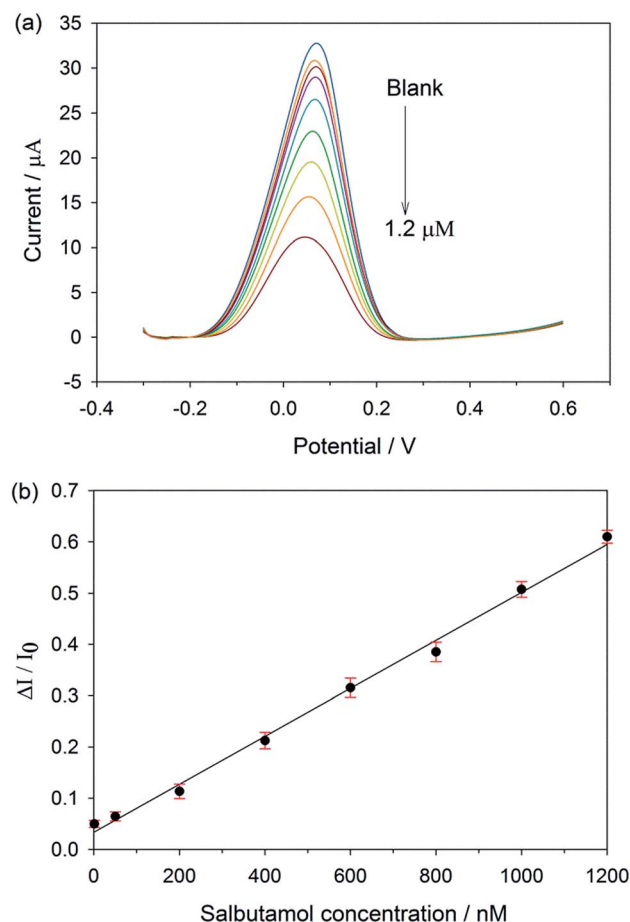 (a)
35
30
25
20
15
10
5
0
-5
Current / μA
Blank
1.2 μM
-0.4 -0.2 0.0 0.2 0.4 0.6
Potential / V
(b)
0.7
0.6
0.5
0.4
0.3
0.2
0.1
0.0
ΔI / I0
0 200 400 600 800 1000 1200
Salbutamol concentration / nM